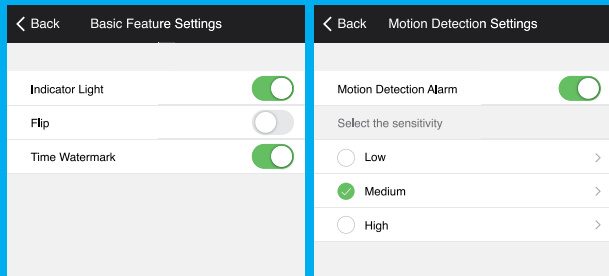 Back Basic Feature Settings
Indicator Light
Flip
Time Watermark
Back Motion Detection Settings
Motion Detection Alarm
Select the sensitivity
Low
Medium
High